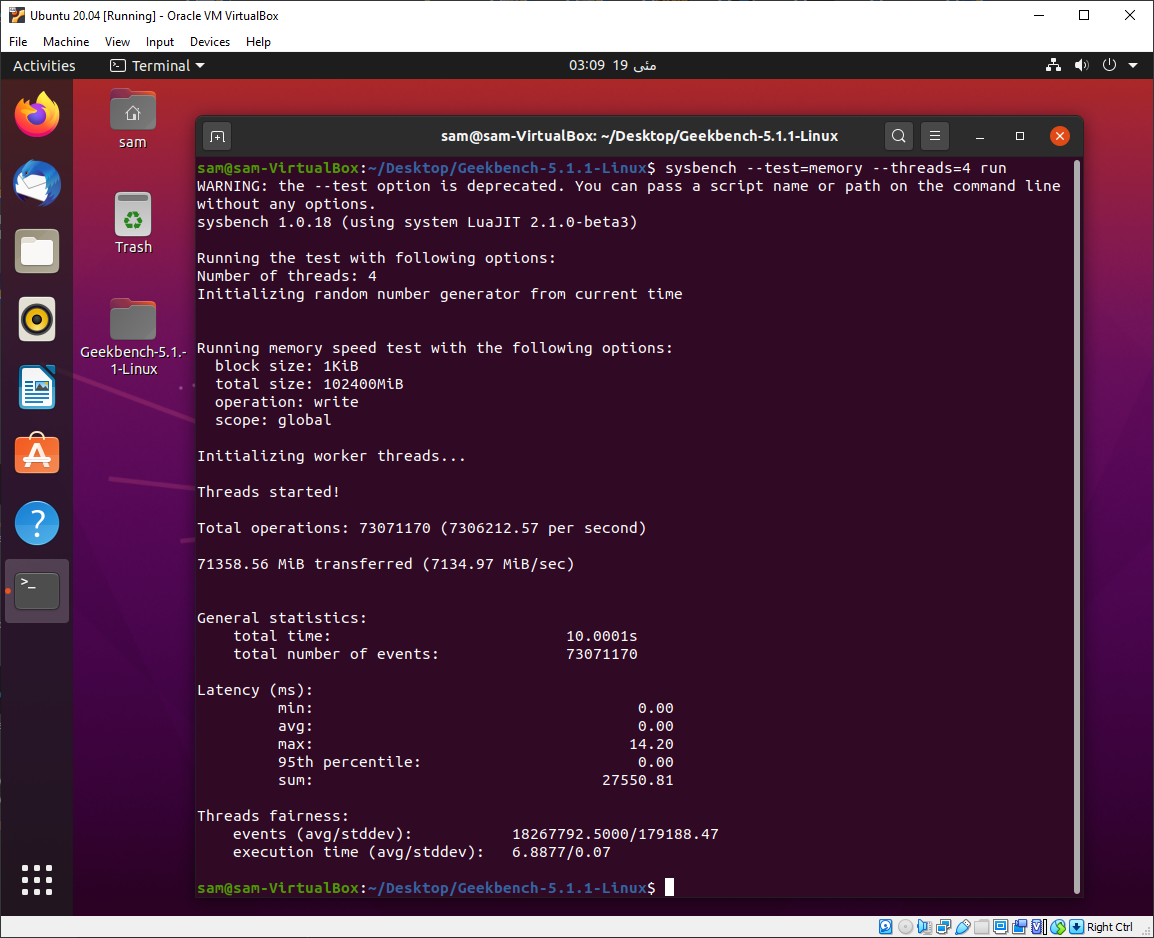 Ubuntu 20.04 [Running] - Oracle VM VirtualBox
File Machine View Input Devices Help
Activities Terminal 03:09 19 مئی
sam
Trash
Geekbench-5.1.-
1-Linux
sam@sam-VirtualBox: ~/Desktop/Geekbench-5.1.1-Linux
sam@sam-VirtualBox:~/Desktop/Geekbench-5.1.1-Linux$ sysbench --test=memory --threads=4 run
WARNING: the --test option is deprecated. You can pass a script name or path on the command line
without any options.
sysbench 1.0.18 (using system LuaJIT 2.1.0-beta3)
Running the test with following options:
Number of threads: 4
Initializing random number generator from current time
Running memory speed test with the following options:
block size: 1KiB
total size: 102400MiB
operation: write
scope: global
Initializing worker threads...
Threads started!
Total operations: 73071170 (7306212.57 per second)
71358.56 MiB transferred (7134.97 MiB/sec)
General statistics:
total time: 10.0001s
total number of events: 73071170
Latency (ms):
min: 0.00
avg: 0.00
max: 14.20
95th percentile: 0.00
sum: 27550.81
Threads fairness:
events (avg/stddev): 18267792.5000/179188.47
execution time (avg/stddev): 6.8877/0.07
sam@sam-VirtualBox:~/Desktop/Geekbench-5.1.1-Linux$
Right Ctrl